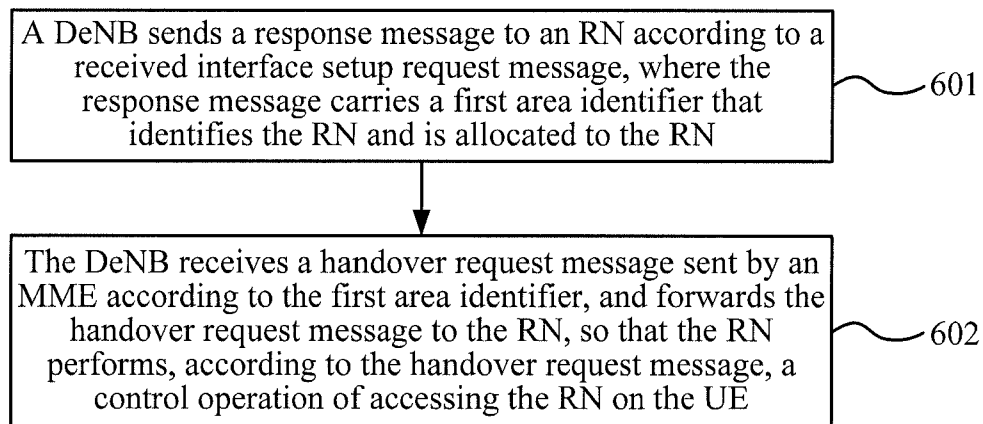 A DeNB sends a response message to an RN according to a
received interface setup request message, where the
response message carries a first area identifier that
identifies the RN and is allocated to the RN
601
The DeNB receives a handover request message sent by an
MME according to the first area identifier, and forwards the
handover request message to the RN, so that the RN
performs, according to the handover request message, a
control operation of accessing the RN on the UE
602